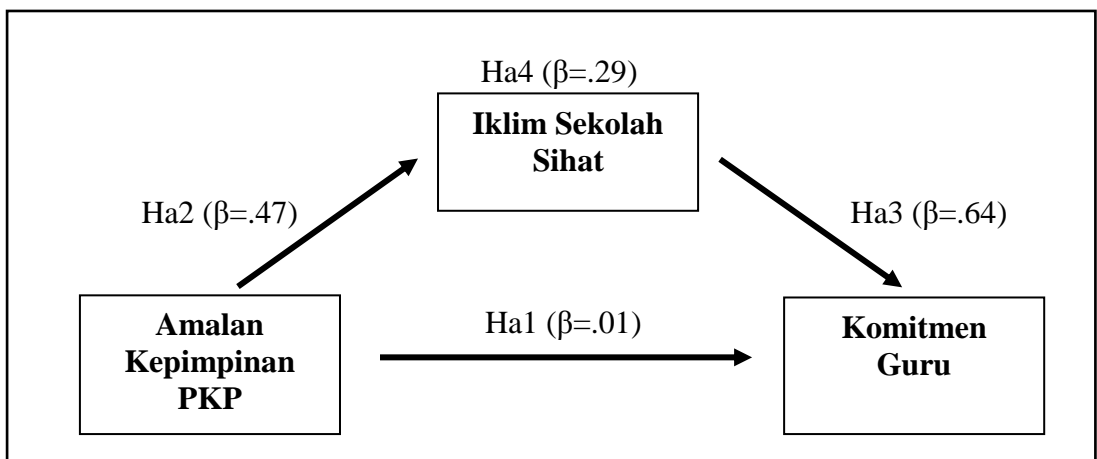 Ha4 (β=.29)
Iklim Sekolah
Sihat
Ha2 (β=.47)
Ha3 (β=.64)
Amalan
Kepimpinan
PKP
Ha1 (β=.01)
Komitmen
Guru